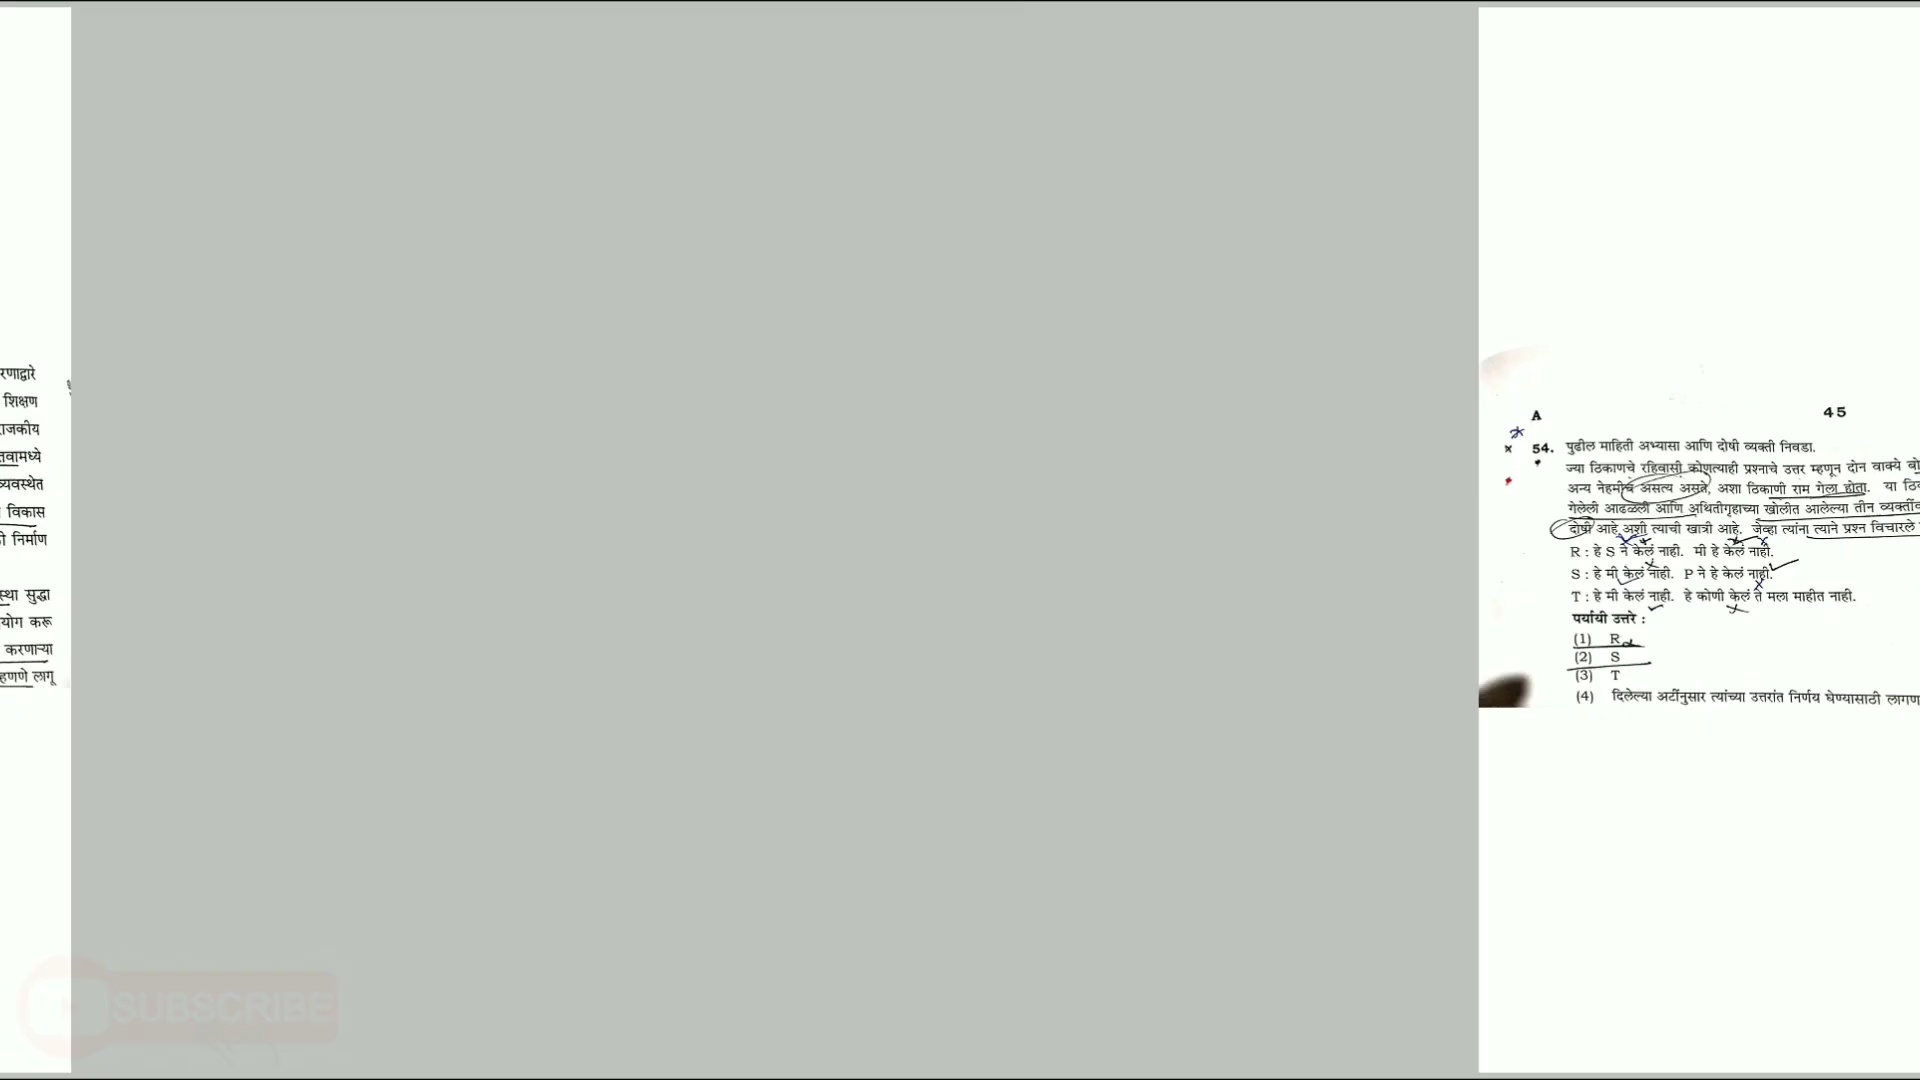 रणाद्वारे
शिक्षण
राजकीय
तवामध्ये
व्यवस्थेत
विकास
निर्माण
स्था सुद्धा
योग करू
करणाऱ्या
म्हणणे लागू
A
45
54. पुढील माहिती अभ्यासा आणि दोषी व्यक्ती निवडा.
ज्या ठिकाणचे रहिवासी कोणत्याही प्रश्नाचे उत्तर म्हणून दोन वाक्ये
अन्य नेहमीच असत्य असते, अशा ठिकाणी राम गेला होता. या
गेलेली आढळली आणि अथितीगृहाच्या खोलीत आलेल्या तीन
दोषी आहे अशी त्याची खात्री आहे. जेव्हा त्यांना त्याने प्रश्न विचारले
R : हे S ने केलं नाही. मी हे केलं नाही.
S : हे मी केलं नाही. P ने हे केलं नाही.
T : हे मी केलं नाही. हे कोणी केलं ते मला माहीत नाही.
पर्यायी उत्तरे :
(1) R
(2) S
(3) T
(4) दिलेल्या अटींनुसार त्यांच्या उत्तरांत निर्णय घेण्यासाठी
SUBSCRIBE